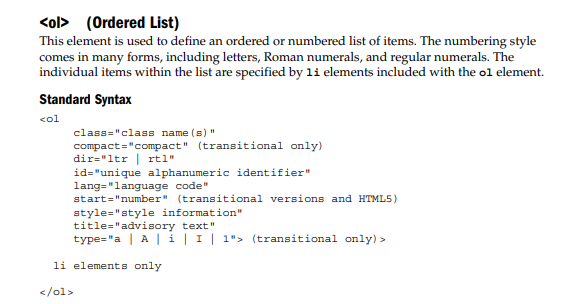 <ol> (Ordered List)
This element is used to define an ordered or numbered list of items. The numbering style
comes in many forms, including letters, Roman numerals, and regular numerals. The
individual items within the list are specified by li elements included with the ol element.
Standard Syntax
<ol
class="class name(s)"
compact="compact" (transitional only)
dir="ltr | rtl"
id="unique alphanumeric identifier"
lang="language code"
start="number" (transitional versions and HTML5)
style="style information"
title="advisory text"
type="a | A | i | I | 1"> (transitional only)>
li elements only
</ol>